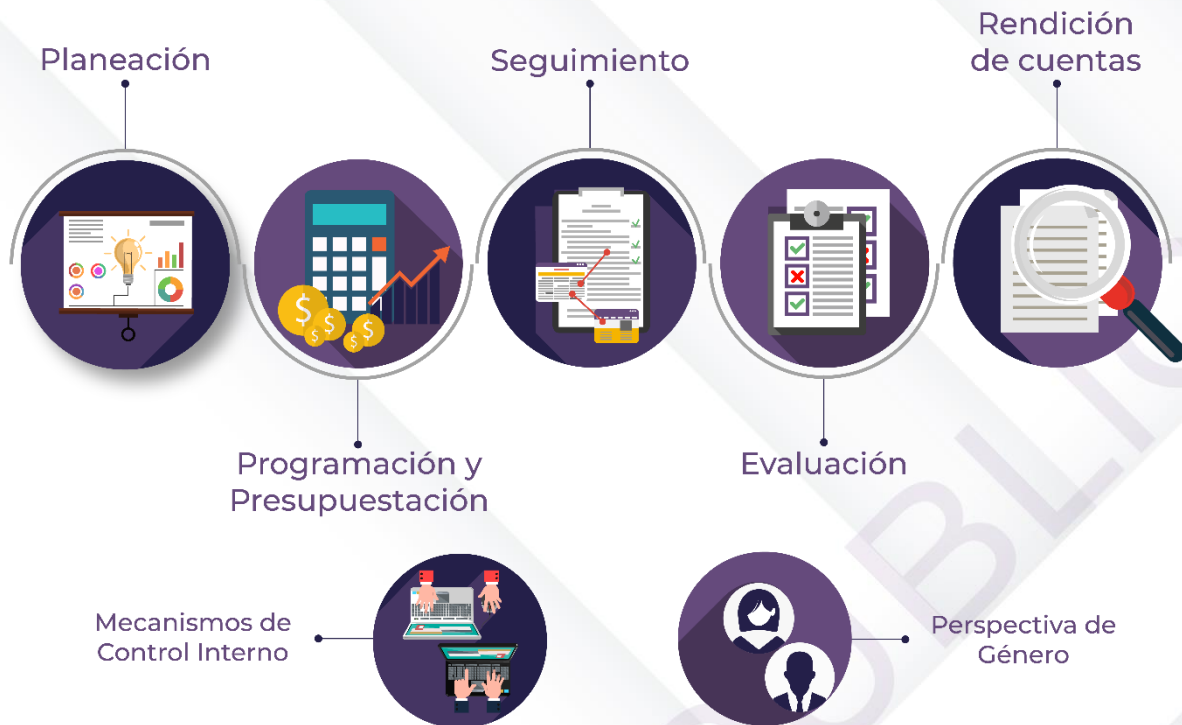 Planeación
Seguimiento
Rendición
de cuentas
Programación y
Presupuestación
Evaluación
Mecanismos de
Control Interno
Perspectiva de
Género